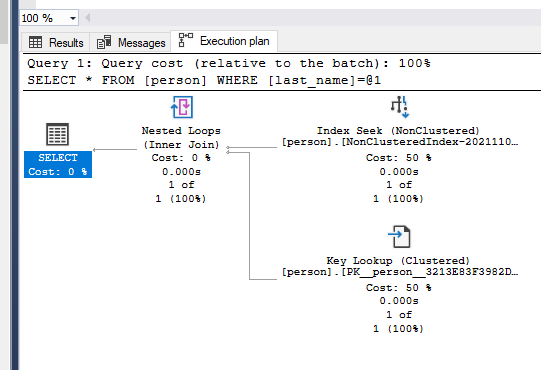 100 %
Results Messages Execution plan
Query 1: Query cost (relative to the batch): 100%
SELECT * FROM [person] WHERE [last_name]=@1
SELECT
Cost: 0 %
Nested Loops
(Inner Join)
Cost: 0 %
0.000s
1 of
1 (100%)
Index Seek (NonClustered)
[person].[NonClusteredIndex-2021110…
Cost: 50 %
0.000s
1 of
1 (100%)
Key Lookup (Clustered)
[person].[PK__person__3213E83F3982D…
Cost: 50 %
0.000s
1 of
1 (100%)